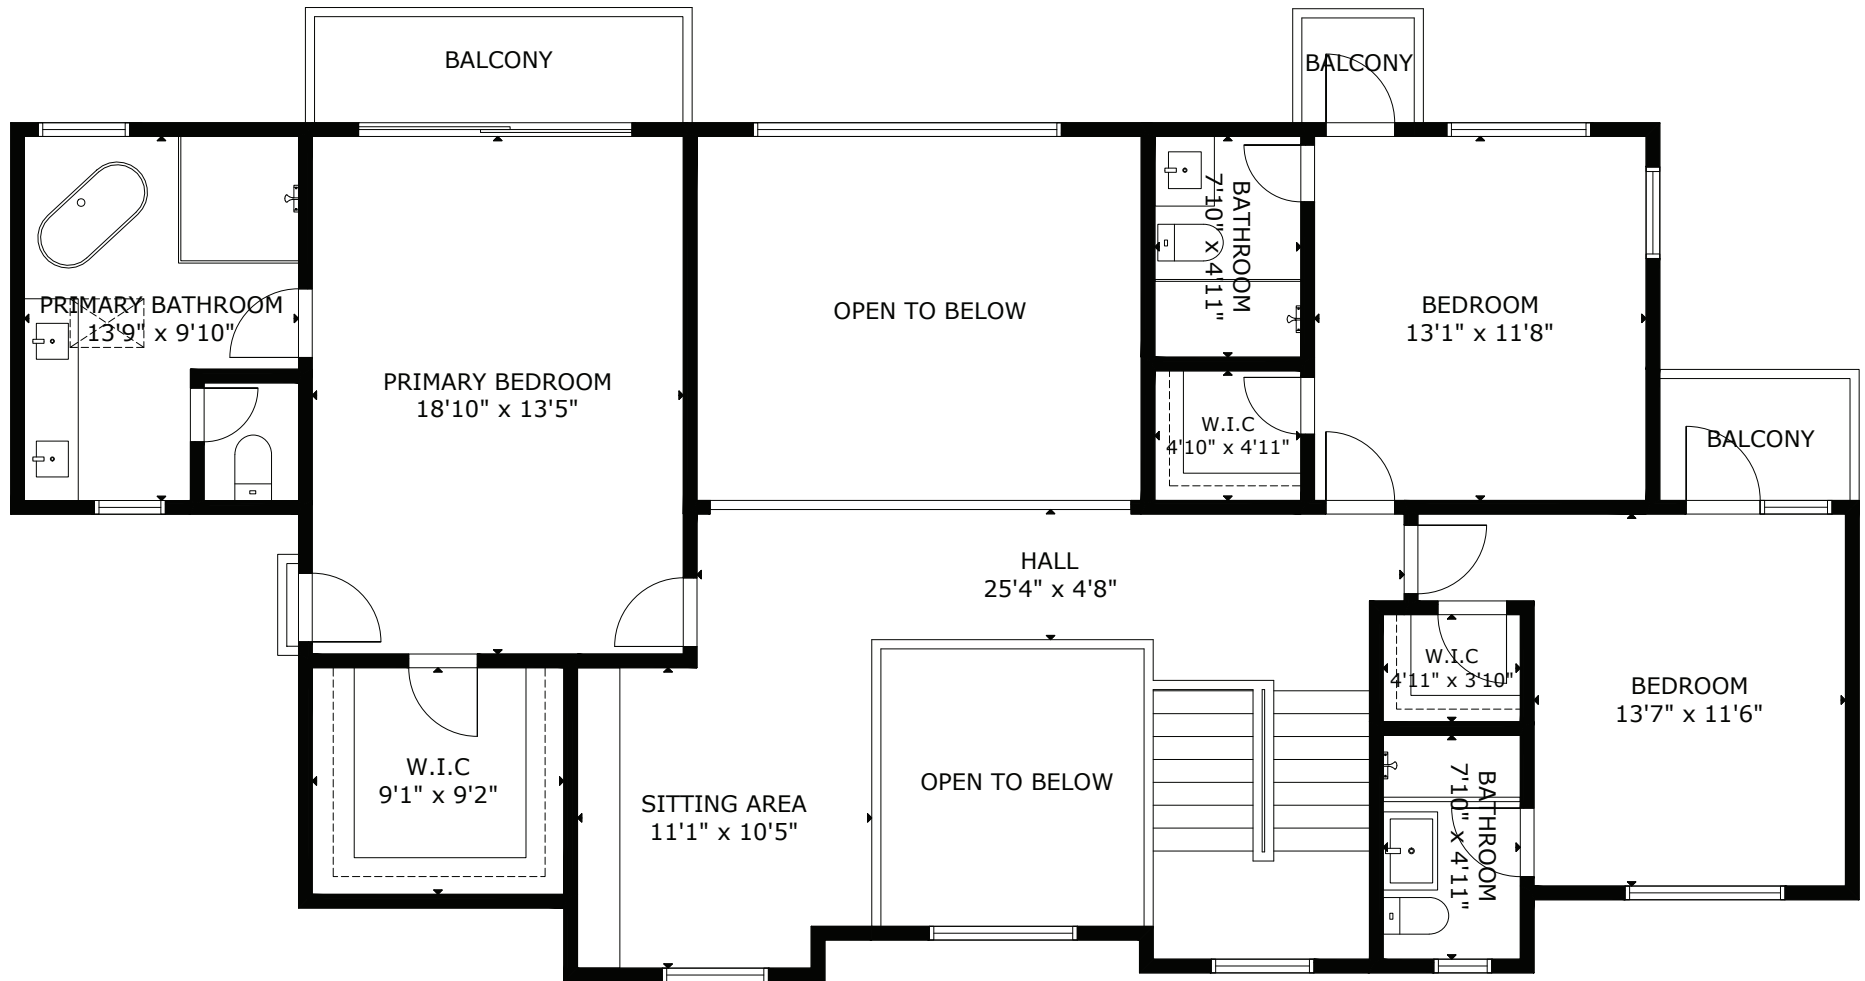 BALCONY
BALCONY
PRIMARY BATHROOM
13'9" x 9'10"
PRIMARY BEDROOM
18'10" x 13'5"
OPEN TO BELOW
BATHROOM
7'10" x 4'11"
W.I.C
4'10" x 4'11"
BEDROOM
13'1" x 11'8"
BALCONY
HALL
25'4" x 4'8"
W.I.C
9'1" x 9'2"
SITTING AREA
11'1" x 10'5"
OPEN TO BELOW
W.I.C
4'11" x 3'10"
BATHROOM
7'10" x 4'11"
BEDROOM
13'7" x 11'6"